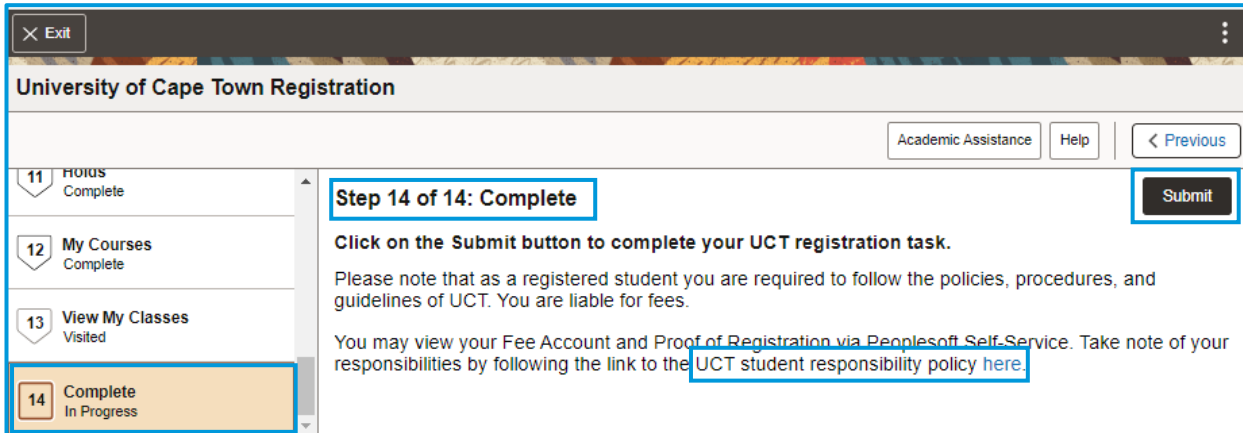 Exit
University of Cape Town Registration
Academic Assistance
Help
Previous
11 Holds
Complete
12 My Courses
Complete
13 View My Classes
Visited
14 Complete
In Progress
Step 14 of 14: Complete
Submit
Click on the Submit button to complete your UCT registration task.
Please note that as a registered student you are required to follow the policies, procedures, and
guidelines of UCT. You are liable for fees.
You may view your Fee Account and Proof of Registration via Peoplesoft Self-Service. Take note of your
responsibilities by following the link to the UCT student responsibility policy here.